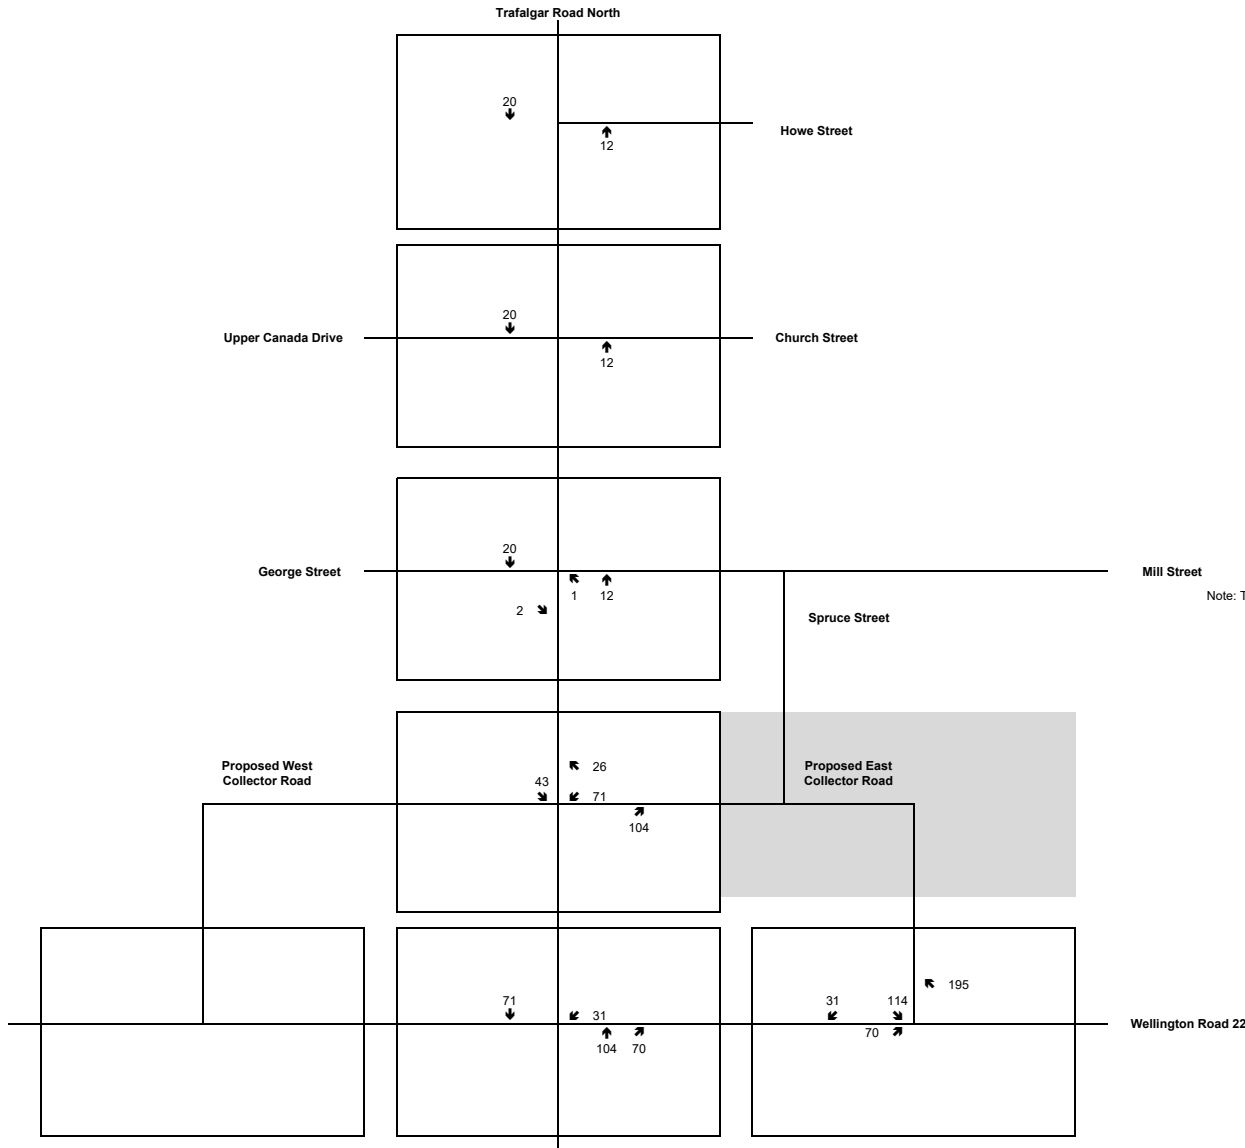 Trafalgar Road North
20
Howe Street
12
20
Upper Canada Drive
Church Street
12
20
George Street
Mill Street
1 12
Note: T
2
Spruce Street
Proposed West
Collector Road
26
Proposed East
Collector Road
43
71
104
195
71
31 114
31
Wellington Road 22
70
104 70